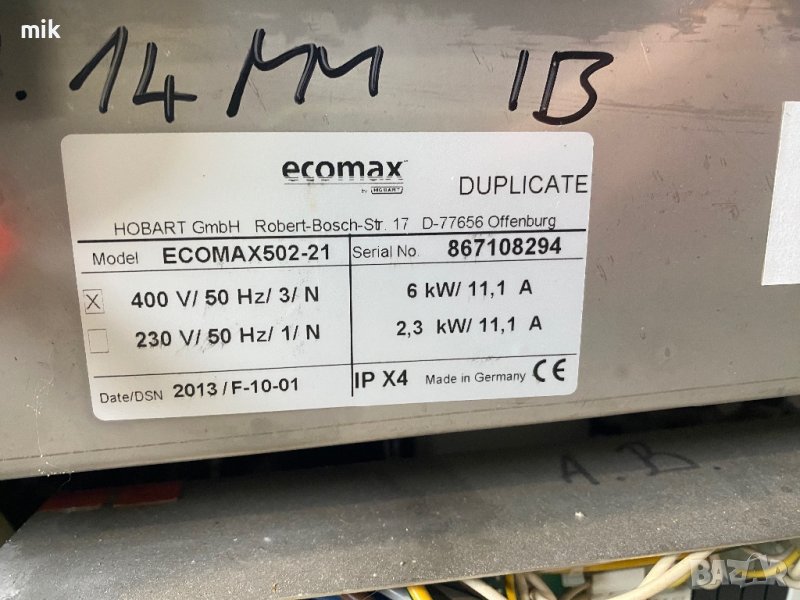 mik
. 14 MM 1B
ecomax
by HOBART
DUPLICATE
HOBART GmbH Robert-Bosch-Str. 17 D-77656 Offenburg
Model ECOMAX502-21 Serial No. 867108294
X 400 V/ 50 Hz/ 3/ N 6 kW/ 11,1 A
230 V/ 50 Hz/ 1/ N 2,3 kW/ 11,1 A
Date/DSN 2013 / F-10-01 IP X4 Made in Germany CE
A.B.
BAZAR